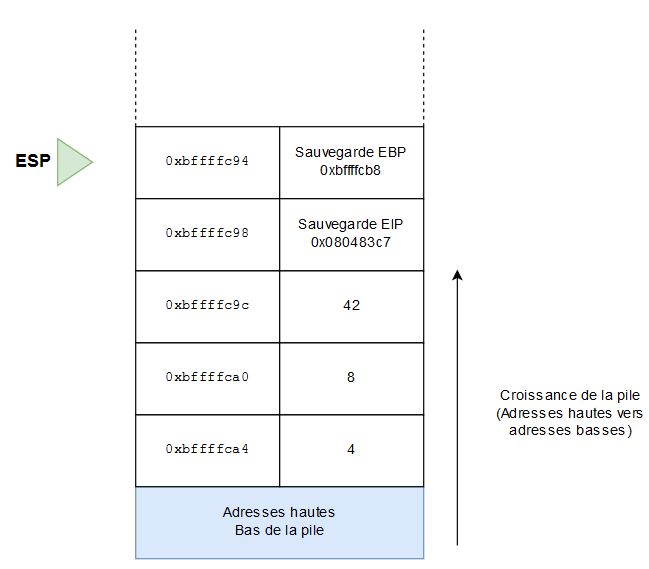 ESP
0xbffffc94
Sauvegarde EBP
0xbffffcb8
0xbffffc98
Sauvegarde EIP
0x080483c7
0xbffffc9c
42
0xbffffca0
8
0xbffffca4
4
Croissance de la pile
(Adresses hautes vers
adresses basses)
Adresses hautes
Bas de la pile